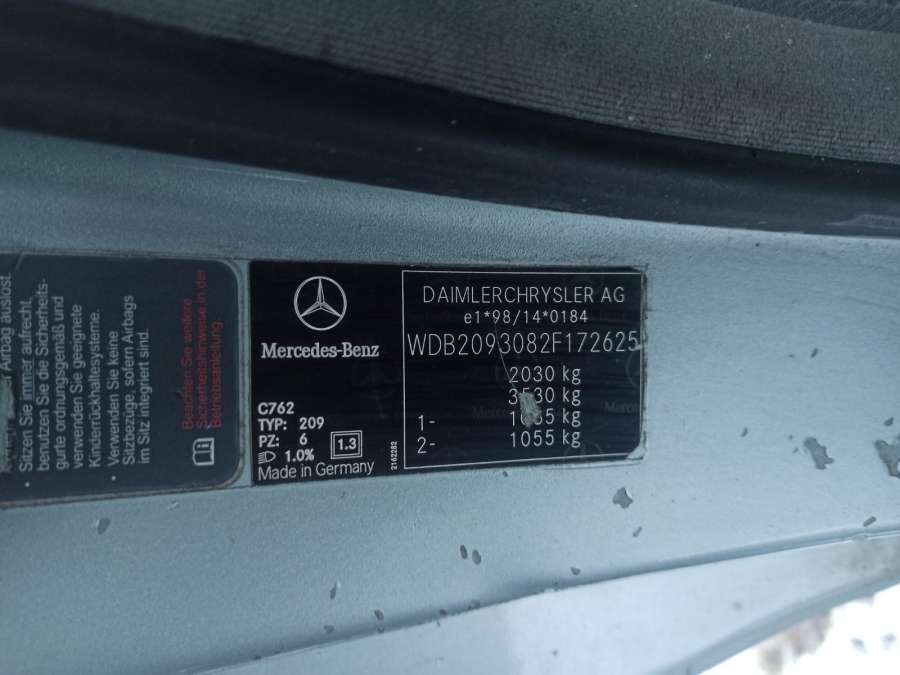 n Airbag auslöst.
Sitzen Sie immer aufrecht,
benutzen Sie die Sicherheits-
gurte ordnungsgemäß und
verwenden Sie geeignete
Kinderrückhaltesysteme.
· Verwenden Sie keine
Sitzbezüge, sofern Airbags
im Sitz integriert sind.
Beachten Sie weitere
Sicherheitshinweise in der
Betriebsanleitung!
Mercedes-Benz
C762
TYP: 209
PZ: 6
1.0%
1.3
Made in Germany
2162282
DAIMLERCHRYSLER AG
e1*98/14*0184
WDB2093082F172625
2030 kg
3530 kg
1- kg
2- 1055 kg